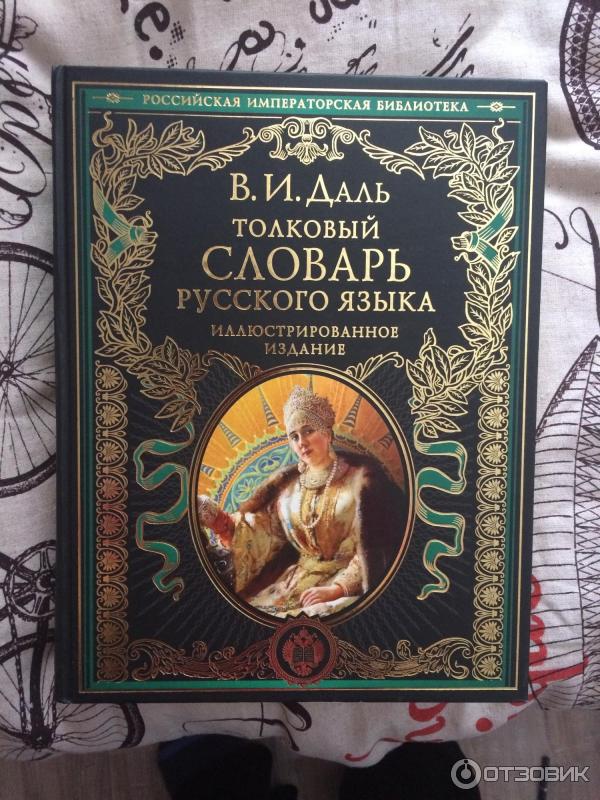 РОССИЙСКАЯ ИМПЕРАТОРСКАЯ БИБЛИОТЕКА
В. И. ДАЛЬ
ТОЛКОВЫЙ
СЛОВАРЬ
РУССКОГО ЯЗЫКА
ИЛЛЮСТРИРОВАННОЕ
ИЗДАНИЕ
ОТЗОВИК